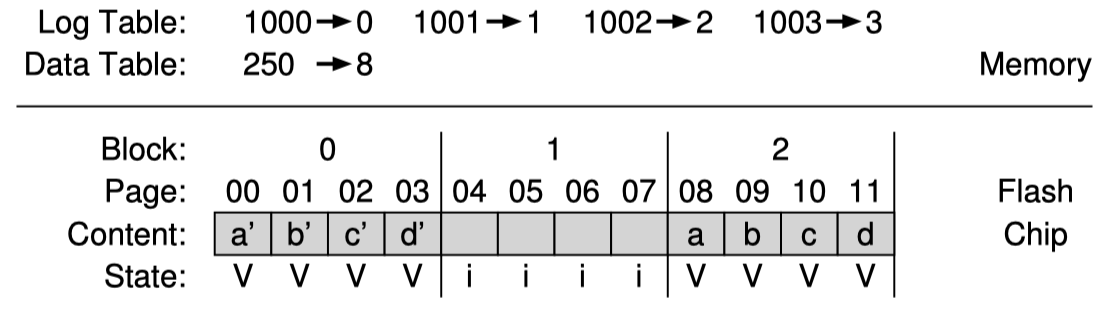 Log Table: 1000→0 1001→1 1002→2 1003→3
Data Table: 250 →8 Memory
Block: 0 1 2
Page: 00 01 02 03 04 05 06 07 08 09 10 11 Flash
Content: a’ b’ c’ d’ a b c d Chip
State: V V V V i i i i V V V V